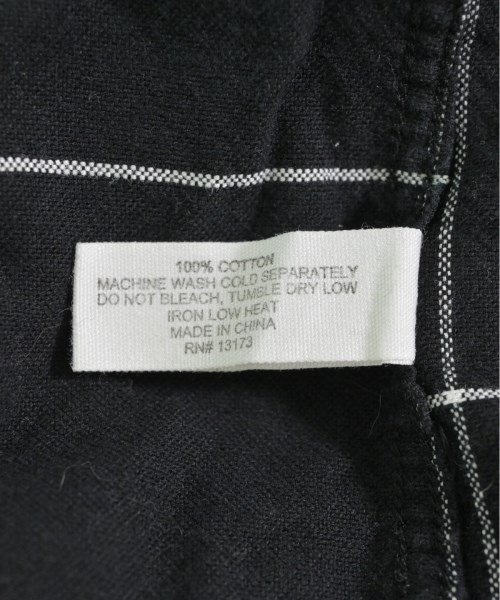 100% COTTON
MACHINE WASH COLD SEPARATELY
DO NOT BLEACH, TUMBLE DRY LOW
IRON LOW HEAT
MADE IN CHINA
RN# 13173